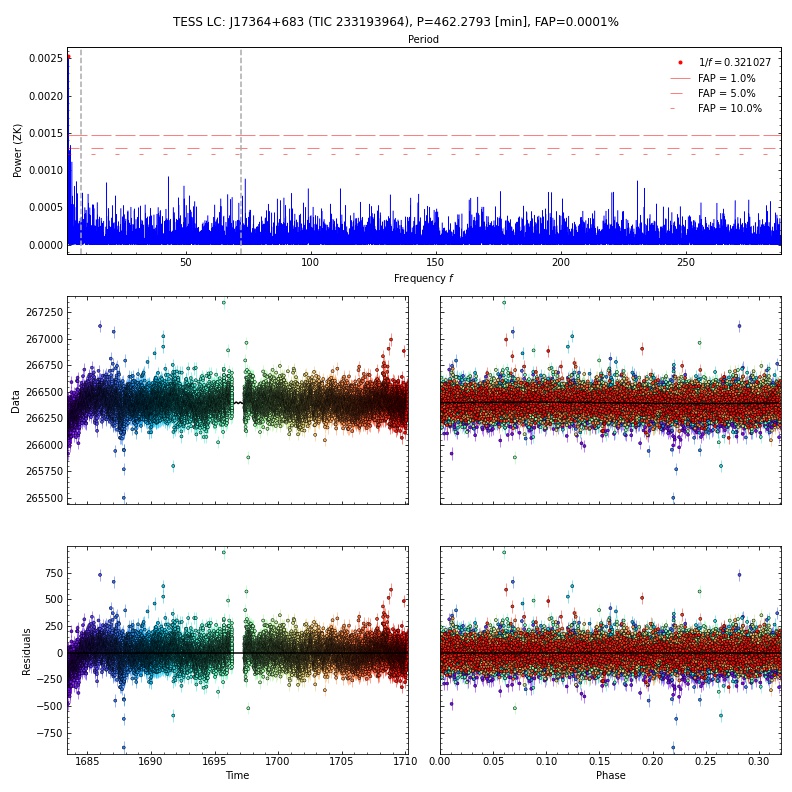 TESS LC: J17364+683 (TIC 233193964), P=462.2793 [min], FAP=0.0001%
Period
Power (ZK)
0.0025
0.0020
0.0015
0.0010
0.0005
0.0000
1/f = 0.321027
FAP = 1.0%
FAP = 5.0%
FAP = 10.0%
50 100 150 200 250
Frequency f
Data
267250
267000
266750
266500
266250
266000
265750
265500
Residuals
750
500
250
0
−250
−500
−750
1685 1690 1695 1700 1705 1710
Time
0.00 0.05 0.10 0.15 0.20 0.25 0.30
Phase